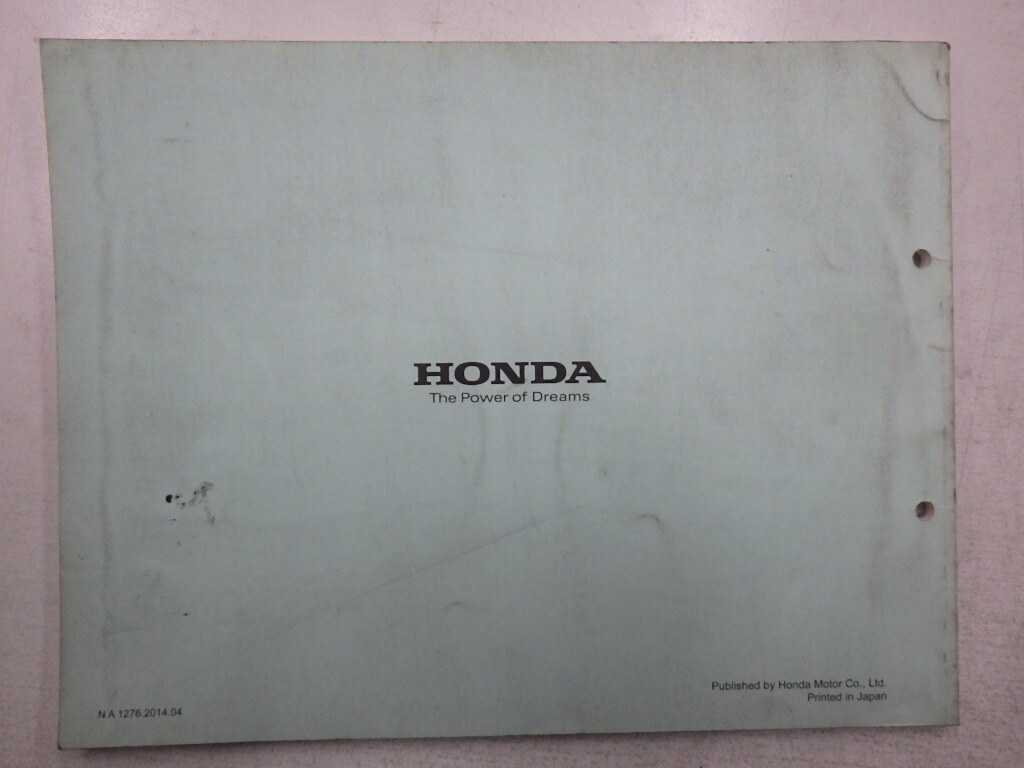 HONDA
The Power of Dreams
Published by Honda Motor Co., Ltd.
Printed in Japan
N A 1276.2014.04